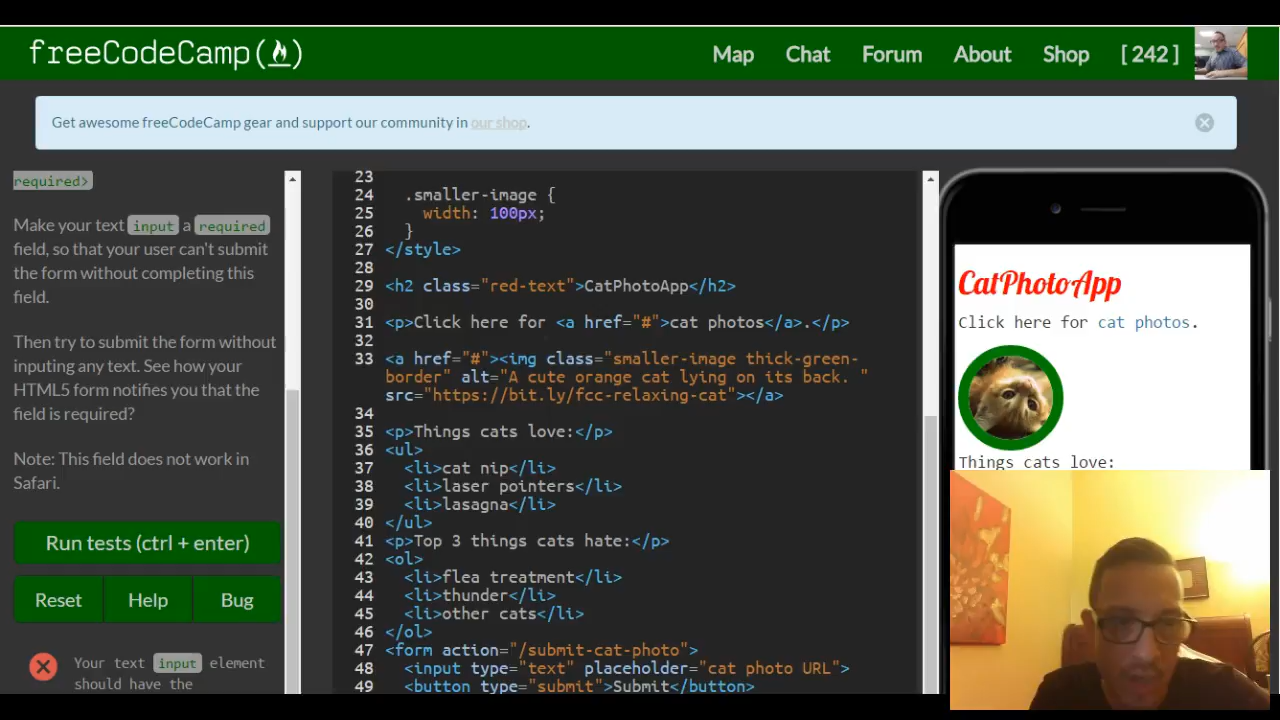 freeCodeCamp(🔥)
Map Chat Forum About Shop [ 242 ]
Get awesome freeCodeCamp gear and support our community in our shop.
required>
Make your text input a required
field, so that your user can't submit
the form without completing this
field.
Then try to submit the form without
inputing any text. See how your
HTML5 form notifies you that the
field is required?
Note: This field does not work in
Safari.
Run tests (ctrl + enter)
Reset Help Bug
Your text input element
should have the
23
24 .smaller-image {
25 width: 100px;
26 }
27 </style>
28
29 <h2 class="red-text">CatPhotoApp</h2>
30
31 <p>Click here for <a href="#">cat photos</a>.</p>
32
33 <a href="#"><img class="smaller-image thick-green-
border" alt="A cute orange cat lying on its back. "
src="https://bit.ly/fcc-relaxing-cat"></a>
34
35 <p>Things cats love:</p>
36 <ul>
37 <li>cat nip</li>
38 <li>laser pointers</li>
39 <li>lasagna</li>
40 </ul>
41 <p>Top 3 things cats hate:</p>
42 <ol>
43 <li>flea treatment</li>
44 <li>thunder</li>
45 <li>other cats</li>
46 </ol>
47 <form action="/submit-cat-photo">
48 <input type="text" placeholder="cat photo URL">
49 <button type="submit">Submit</button>
CatPhotoApp
Click here for cat photos.
Things cats love: